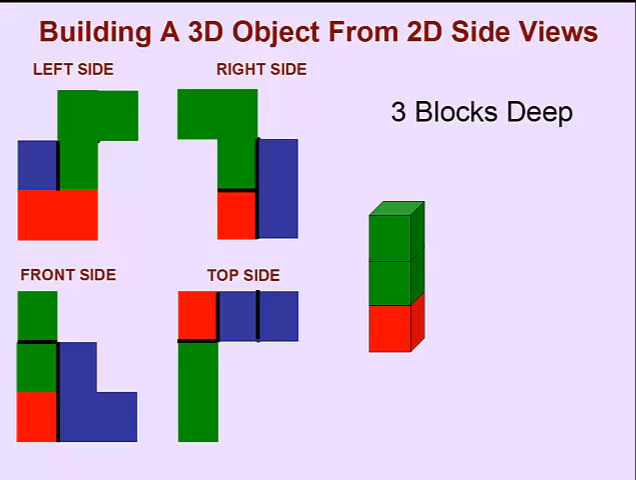 Building A 3D Object From 2D Side Views
LEFT SIDE
RIGHT SIDE
3 Blocks Deep
FRONT SIDE
TOP SIDE